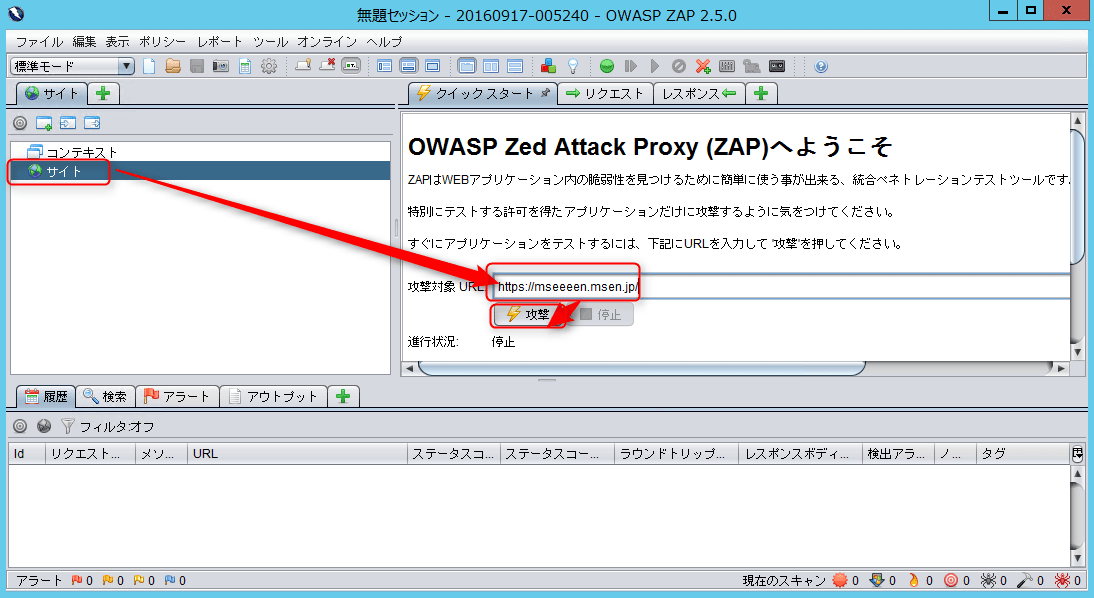 無題セッション - 20160917-005240 - OWASP ZAP 2.5.0
ファイル 編集 表示 ポリシー レポート ツール オンライン ヘルプ
標準モード
サイト
クイックスタート リクエスト レスポンス
コンテキスト
サイト
OWASP Zed Attack Proxy (ZAP)へようこそ
ZAPはWEBアプリケーション内の脆弱性を見つけるために簡単に使う事が出来る、統合ペネトレーションテストツールです.
特別にテストする許可を得たアプリケーションだけに攻撃するように気をつけてください。
すぐにアプリケーションをテストするには、下記にURLを入力して '攻撃'を押してください。
攻撃対象 URL: https://mseeeen.msen.jp/
攻撃 停止
進行状況: 停止
履歴 検索 アラート アウトプット
フィルタ:オフ
Id リクエスト... メソ... URL ステータスコ... ステータスコー... ラウンドトリップ... レスポンスボディ... 検出アラ... ノ... タグ
アラート 0 0 0 0 現在のスキャン 0 0 0 0 0 0 0